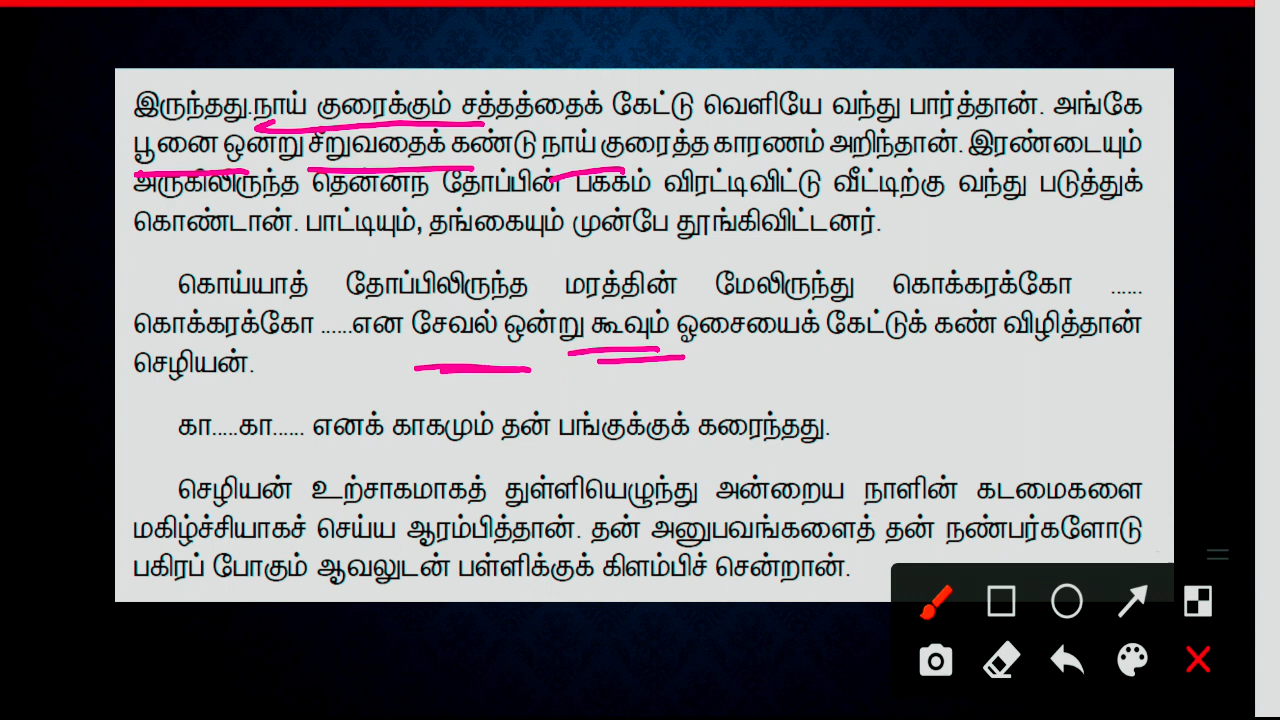 இருந்தது.நாய் குரைக்கும் சத்தத்தைக் கேட்டு வெளியே வந்து பார்த்தான். அங்கே
பூனை ஒன்று சீறுவதைக் கண்டு நாய் குரைத்த காரணம் அறிந்தான். இரண்டையும்
அருகிலிருந்த தென்னந் தோப்பின் பக்கம் விரட்டிவிட்டு வீட்டிற்கு வந்து படுத்துக்
கொண்டான். பாட்டியும், தங்கையும் முன்பே தூங்கிவிட்டனர்.
கொய்யாத் தோப்பிலிருந்த மரத்தின் மேலிருந்து கொக்கரக்கோ ......
கொக்கரக்கோ ......என சேவல் ஒன்று கூவும் ஓசையைக் கேட்டுக் கண் விழித்தான்
செழியன்.
கா.....கா...... எனக் காகமும் தன் பங்குக்குக் கரைந்தது.
செழியன் உற்சாகமாகத் துள்ளியெழுந்து அன்றைய நாளின் கடமைகளை
மகிழ்ச்சியாகச் செய்ய ஆரம்பித்தான். தன் அனுபவங்களைத் தன் நண்பர்களோடு
பகிரப் போகும் ஆவலுடன் பள்ளிக்குக் கிளம்பிச் சென்றான்.